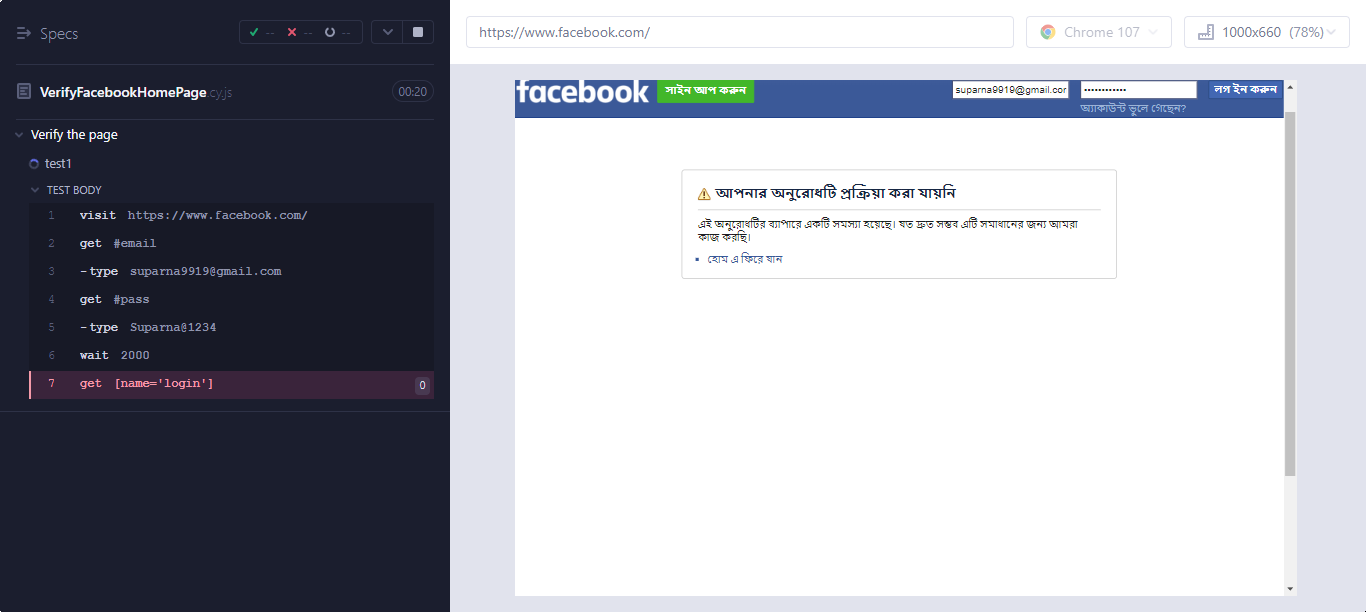 Specs
-- -- --
VerifyFacebookHomePage.cy.js 00:20
Verify the page
test1
TEST BODY
1 visit https://www.facebook.com/
2 get #email
3 -type suparna9919@gmail.com
4 get #pass
5 -type Suparna@1234
6 wait 2000
7 get [name='login'] 0
https://www.facebook.com/ Chrome 107 1000x660 (78%)
facebook সাইন আপ করুন suparna9919@gmail.cor •••••••••••• লগ ইন করুন
অ্যাকাউন্ট ভুলে গেছেন?
আপনার অনুরোধটি প্রক্রিয়া করা যায়নি
এই অনুরোধটির ব্যাপারে একটি সমস্যা হয়েছে। যত দ্রুত সম্ভব এটি সমাধানের জন্য আমরা
কাজ করছি।
হোম এ ফিরে যান